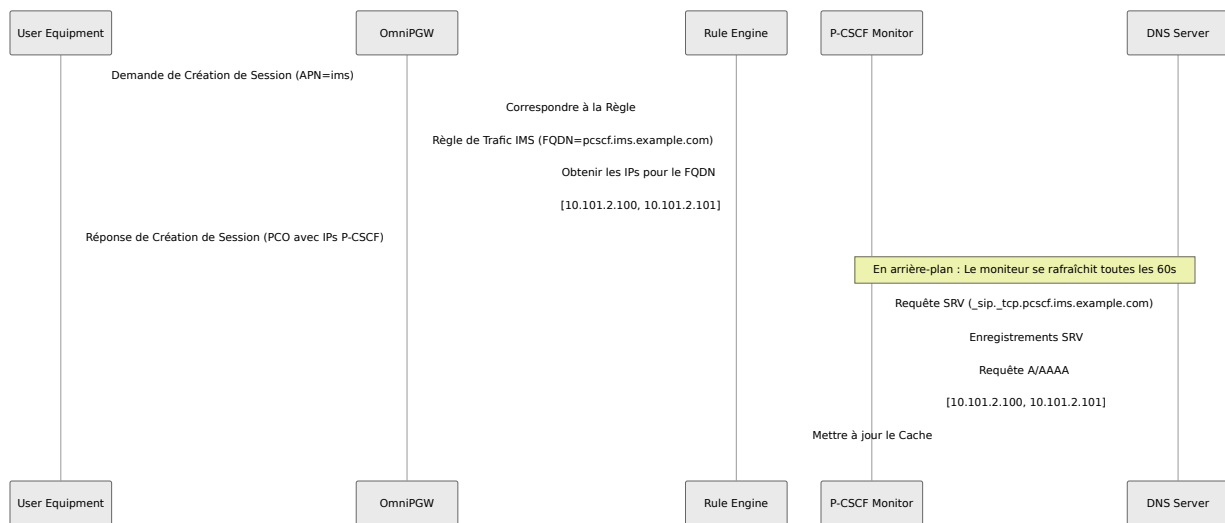 User Equipment
OmniPGW
Rule Engine
P-CSCF Monitor
DNS Server
Demande de Création de Session (APN=ims)
Correspondre à la Règle
Règle de Trafic IMS (FQDN=pcscf.ims.example.com)
Obtenir les IPs pour le FQDN
[10.101.2.100, 10.101.2.101]
Réponse de Création de Session (PCO avec IPs P-CSCF)
En arrière-plan : Le moniteur se rafraîchit toutes les 60s
Requête SRV (_sip._tcp.pcscf.ims.example.com)
Enregistrements SRV
Requête A/AAAA
[10.101.2.100, 10.101.2.101]
Mettre à jour le Cache
User Equipment
OmniPGW
Rule Engine
P-CSCF Monitor
DNS Server